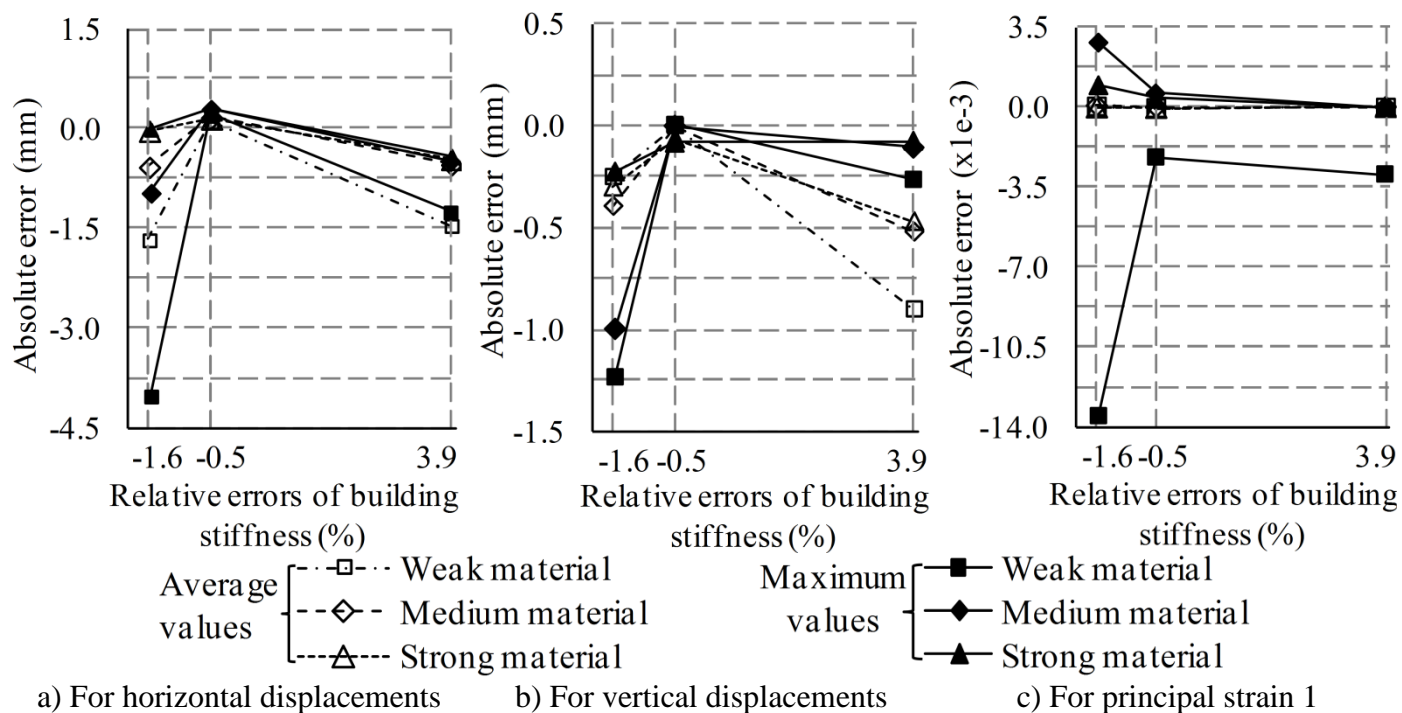 1.5
0.0
-1.5
-3.0
-4.5
Absolute error (mm)
-1.6 -0.5 3.9
Relative errors of building
stiffness (%)
0.5
0.0
-0.5
-1.0
-1.5
Absolute error (mm)
-1.6 -0.5 3.9
Relative errors of building
stiffness (%)
3.5
0.0
-3.5
-7.0
-10.5
-14.0
Absolute error (x1e-3)
-1.6 -0.5 3.9
Relative errors of building
stiffness (%)
Average
values
Weak material
Medium material
Strong material
Maximum
values
Weak material
Medium material
Strong material
a) For horizontal displacements
b) For vertical displacements
c) For principal strain 1